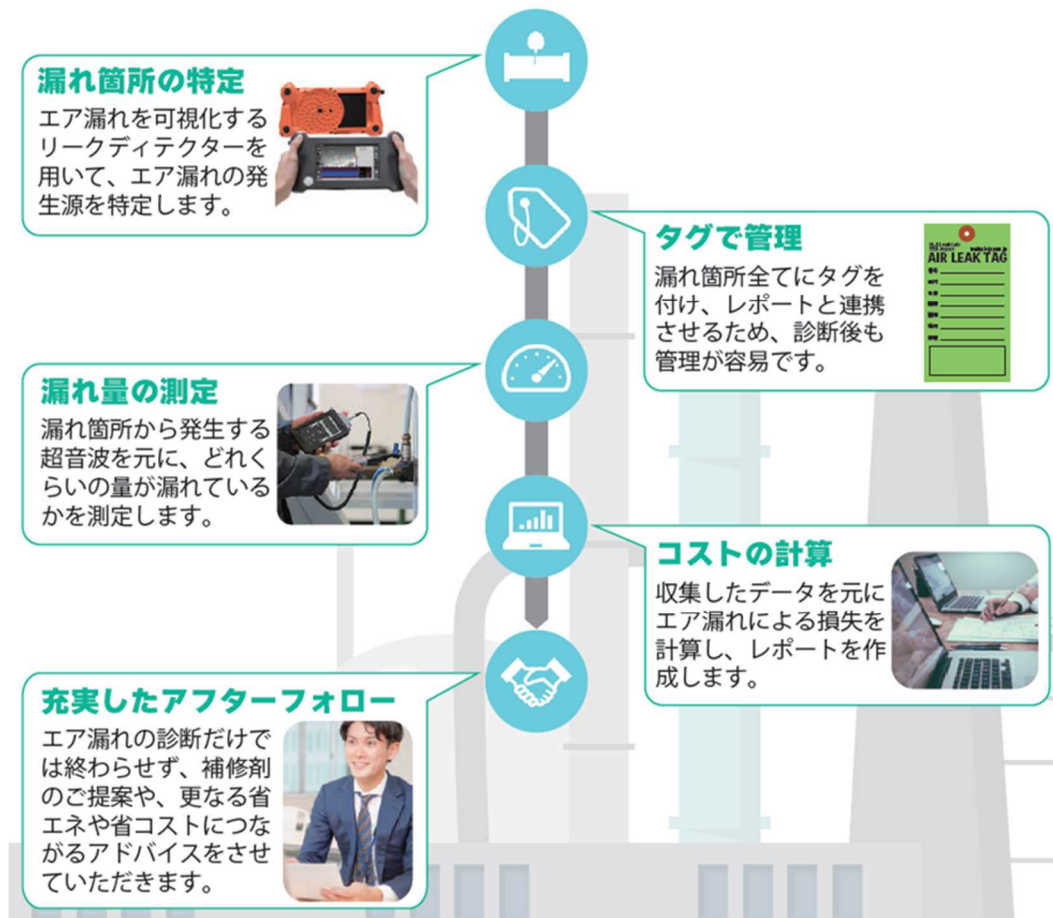 漏れ箇所の特定
エア漏れを可視化する
リークディテクターを
用いて、エア漏れの発
生源を特定します。
タグで管理
漏れ箇所全てにタグを
付け、レポートと連携
させるため、診断後も
管理が容易です。
AIR LEAK TAG
漏れ量の測定
漏れ箇所から発生する
超音波を元に、どれく
らいの量が漏れている
かを測定します。
コストの計算
収集したデータを元に
エア漏れによる損失を
計算し、レポートを作
成します。
充実したアフターフォロー
エア漏れの診断だけで
は終わらせず、補修剤
のご提案や、更なる省
エネや省コストにつな
がるアドバイスをさせ
ていただきます。